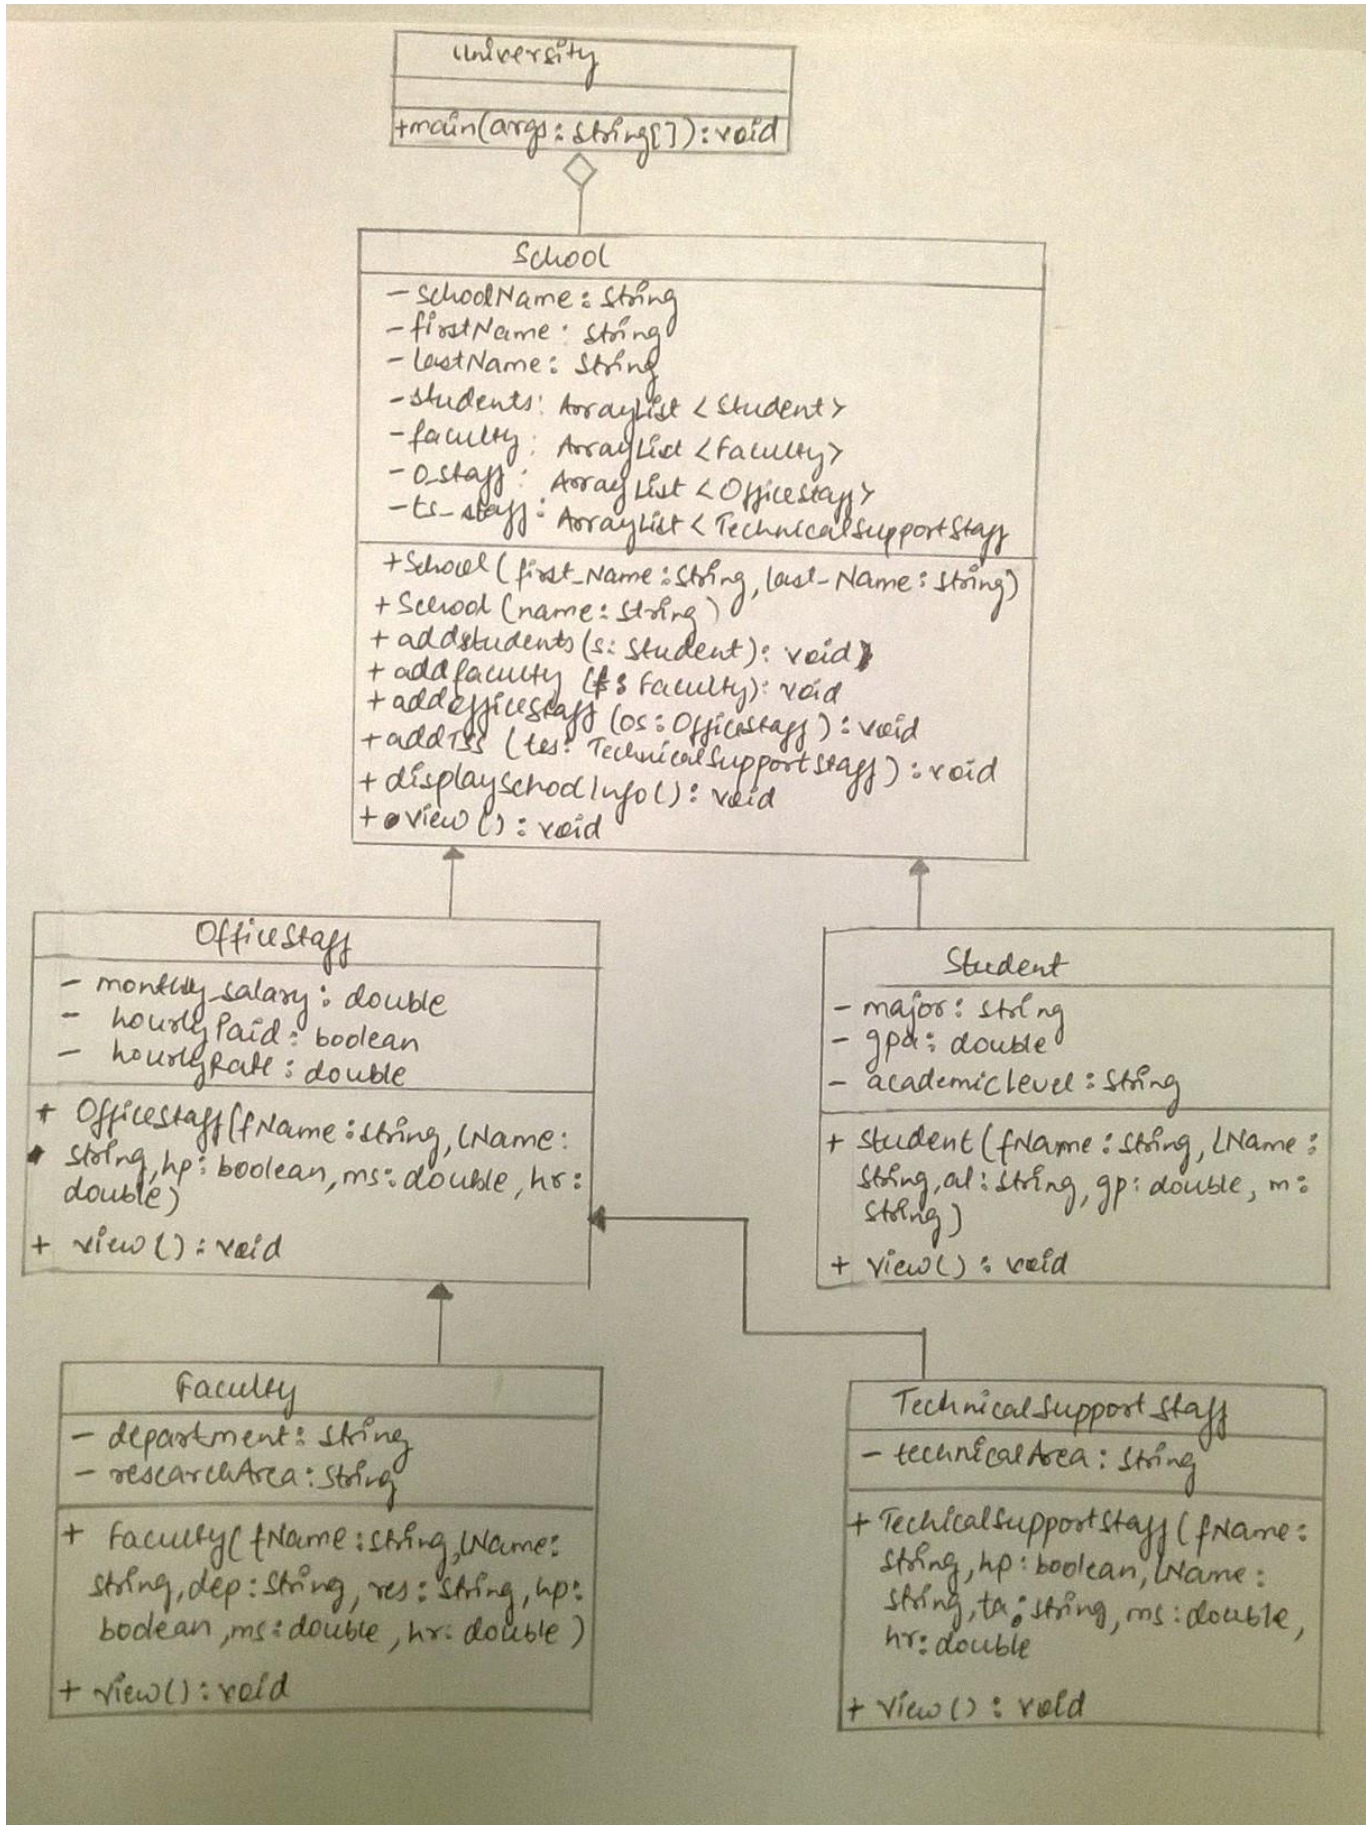 University
+main(args: String[]): void
School
- schoolName: String
- firstName: String
- lastName: String
- students: ArrayList <Student>
- faculty: ArrayList <Faculty>
- o_staff: ArrayList <OfficeStaff>
- ts_staff: ArrayList < TechnicalSupportStaff
+School (first_Name: String, last_Name: String)
+ School (name: String)
+ addstudents (s: Student): void
+ addfaculty (f: Faculty): void
+ addofficestaff (os: OfficeStaff): void
+ addTSS (tss: TechnicalSupportStaff): void
+ displaySchoolInfo(): void
+ view(): void
OfficeStaff
- monthly_salary: double
- hourlyPaid: boolean
- hourlyRate: double
+ OfficeStaff(fName: String, lName:
String, hp: boolean, ms: double, hr:
double)
+ view(): void
Student
- major: String
- gpa: double
- academiclevel: String
+ Student (fName: String, lName:
String, al: String, gp: double, m:
String)
+ view(): void
Faculty
- department: String
- researchArea: String
+ Faculty( fName: String, lName:
String, dep: String, res: String, hp:
boolean, ms: double, hr: double)
+ view(): void
TechnicalSupportStaff
- technicalArea: String
+ TechicalSupportStaff( fName:
String, hp: boolean, lName:
String, ta: String, ms: double,
hr: double
+ view(): void